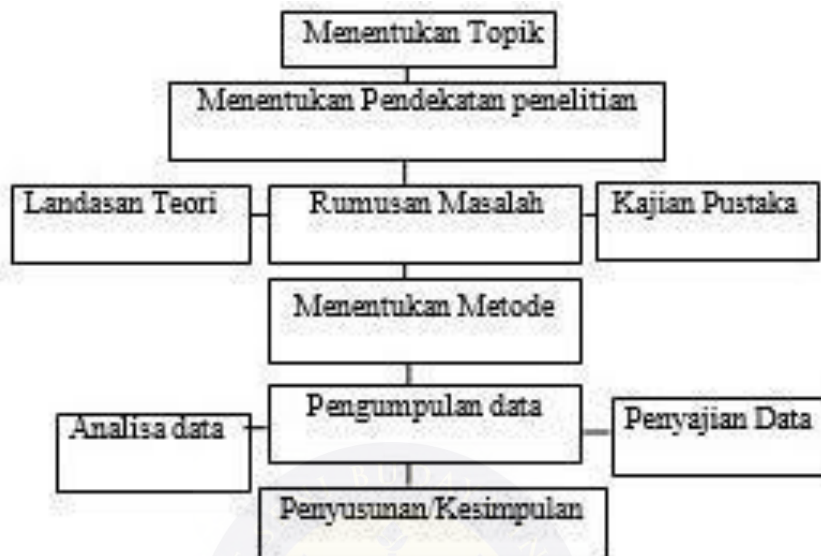 Menentukan Topik
Menentukan Pendekatan penelitian
Landasan Teori
Rumusan Masalah
Kajian Pustaka
Menentukan Metode
Pengumpulan data
Analisa data
Penyajian Data
Penyusunan/Kesimpulan